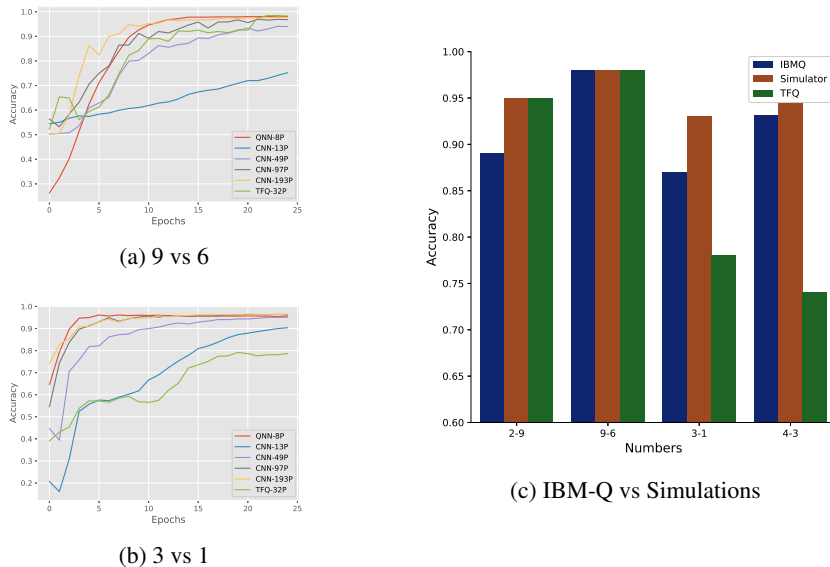 1.0
0.9
0.8
0.7
0.6
0.5
0.4
0.3
Accuracy
QNN-8P
CNN-13P
CNN-49P
CNN-97P
CNN-193P
TFQ-32P
0 5 10 15 20 25
Epochs
(a) 9 vs 6
1.0
0.9
0.8
0.7
0.6
0.5
0.4
0.3
0.2
Accuracy
QNN-8P
CNN-13P
CNN-49P
CNN-97P
CNN-193P
TFQ-32P
0 5 10 15 20 25
Epochs
(b) 3 vs 1
1.00
0.95
0.90
0.85
0.80
0.75
0.70
0.65
0.60
Accuracy
IBMQ
Simulator
TFQ
2-9 9-6 3-1 4-3
Numbers
(c) IBM-Q vs Simulations